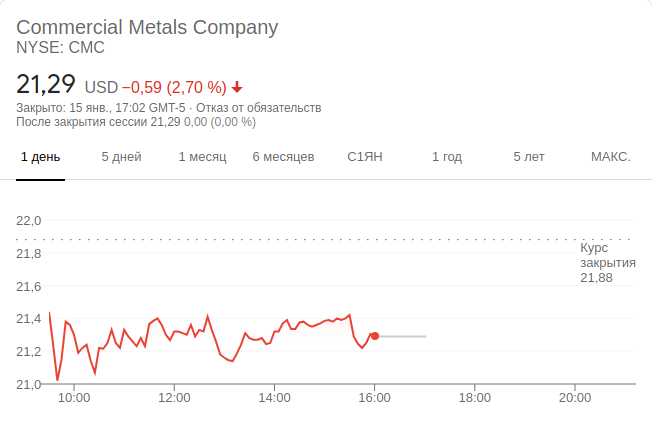 Commercial Metals Company
NYSE: CMC
21,29 USD −0,59 (2,70 %)
Закрыто: 15 янв., 17:02 GMT-5 · Отказ от обязательств
После закрытия сессии 21,29 0,00 (0,00 %)
1 день 5 дней 1 месяц 6 месяцев С1ЯН 1 год 5 лет МАКС.
22,0
21,8
21,6
21,4
21,2
21,0
Курс
закрытия
21,88
10:00 12:00 14:00 16:00 18:00 20:00